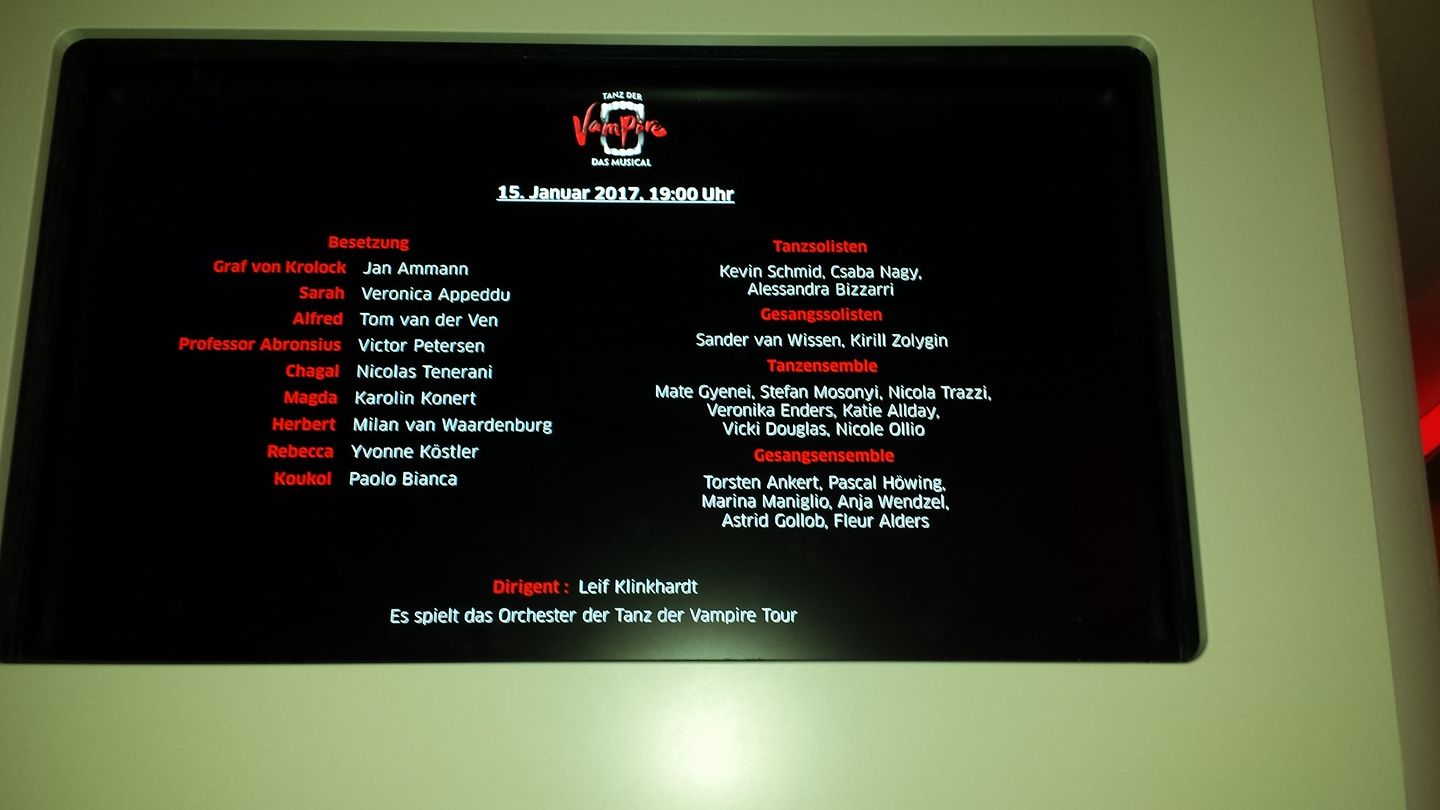 TANZ DER
Vampire
DAS MUSICAL
15. Januar 2017, 19:00 Uhr
Besetzung
Graf von Krolock Jan Ammann
Sarah Veronica Appeddu
Alfred Tom van der Ven
Professor Abronsius Victor Petersen
Chagal Nicolas Tenerani
Magda Karolin Konert
Herbert Milan van Waardenburg
Rebecca Yvonne Köstler
Koukol Paolo Bianca
Tanzsolisten
Kevin Schmid, Csaba Nagy,
Alessandra Bizzarri
Gesangssolisten
Sander van Wissen, Kirill Zolygin
Tanzensemble
Mate Gyenei, Stefan Mosonyi, Nicola Trazzi,
Veronika Enders, Katie Allday,
Vicki Douglas, Nicole Ollio
Gesangsensemble
Torsten Ankert, Pascal Höwing,
Marina Maniglio, Anja Wendzel,
Astrid Gollob, Fleur Alders
Dirigent : Leif Klinkhardt
Es spielt das Orchester der Tanz der Vampire Tour